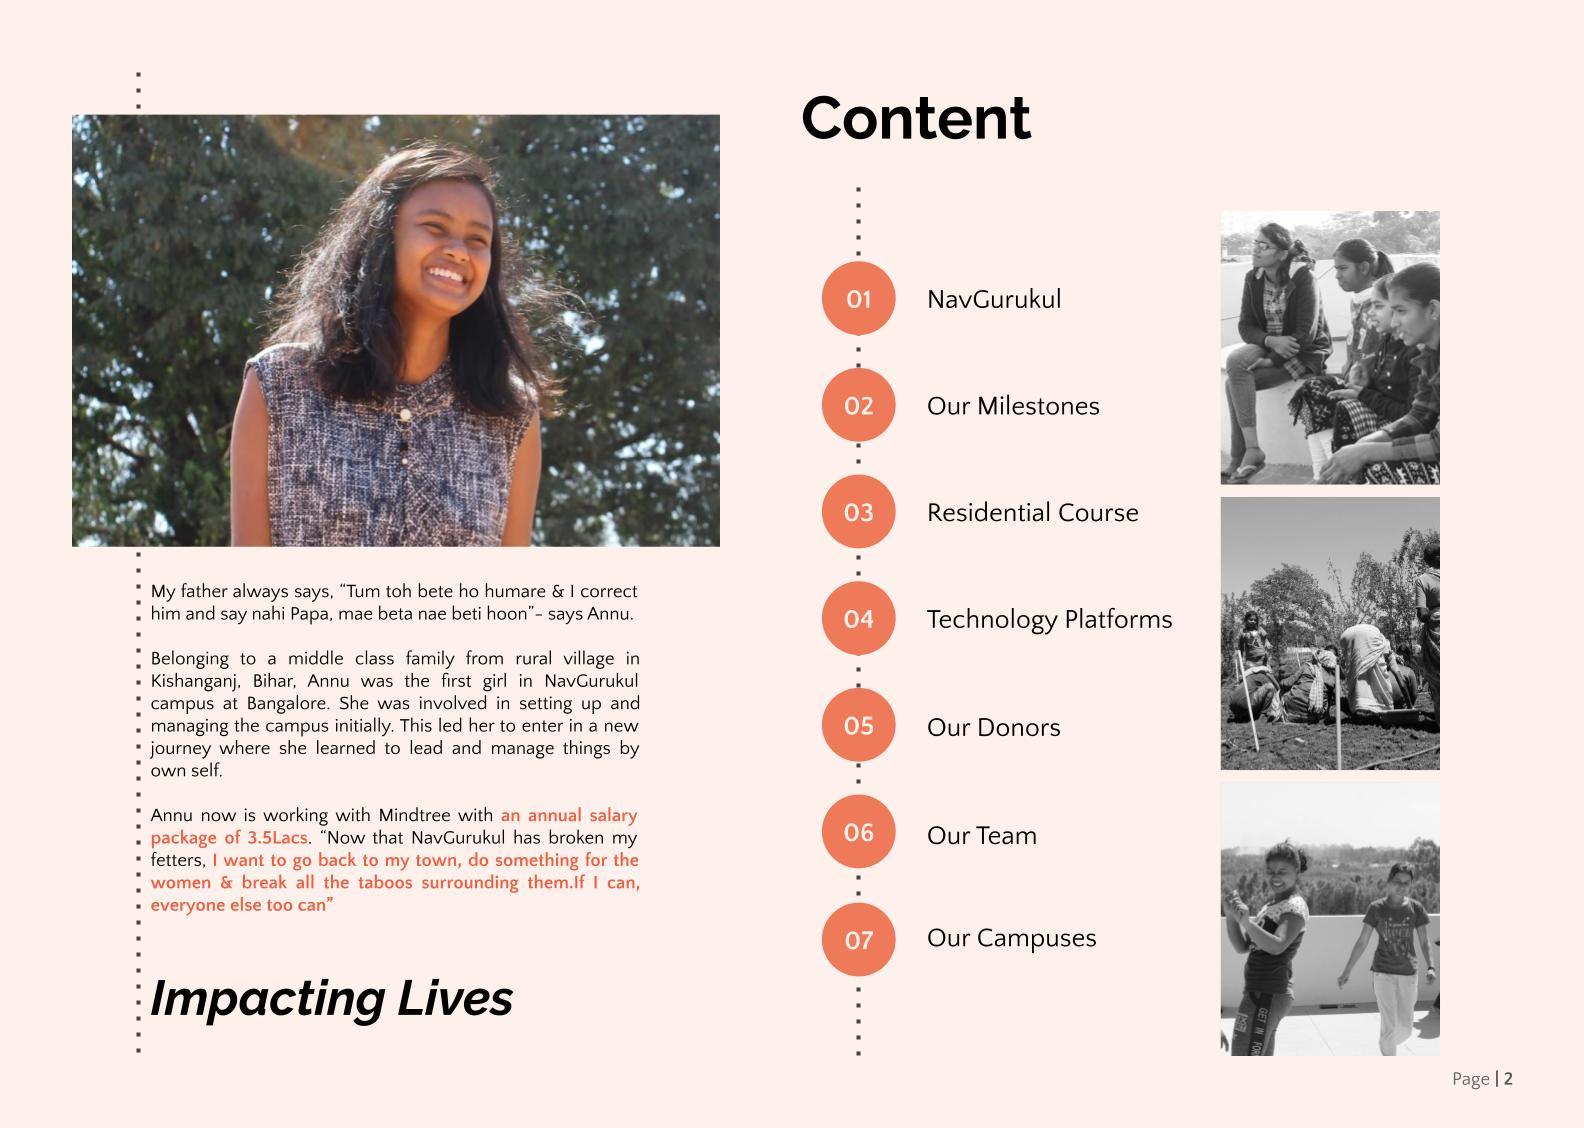 My father always says, “Tum toh bete ho humare & I correct
him and say nahi Papa, mae beta nae beti hoon”- says Annu.
Belonging to a middle class family from rural village in
Kishanganj, Bihar, Annu was the first girl in NavGurukul
campus at Bangalore. She was involved in setting up and
managing the campus initially. This led her to enter in a new
journey where she learned to lead and manage things by
own self.
Annu now is working with Mindtree with an annual salary
package of 3.5Lacs. “Now that NavGurukul has broken my
fetters, I want to go back to my town, do something for the
women & break all the taboos surrounding them.If I can,
everyone else too can”
Impacting Lives
Content
01 NavGurukul
02 Our Milestones
03 Residential Course
04 Technology Platforms
05 Our Donors
06 Our Team
07 Our Campuses
GET IN
Page | 2